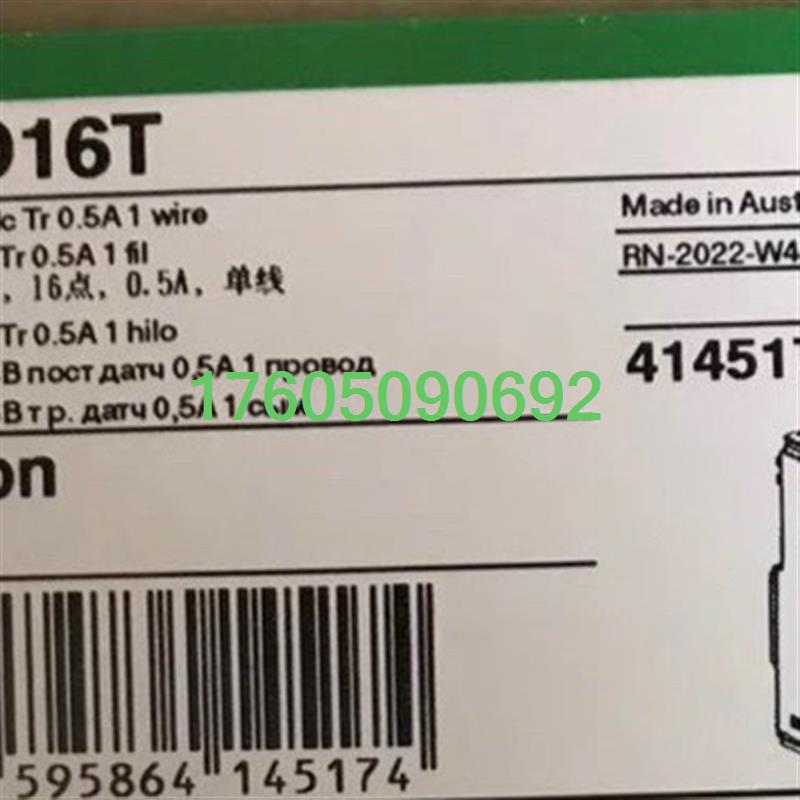 016T
c Tr 0.5A 1 wire
Tr 0.5A 1 fil
, 16点, 0.5A, 单线
Tr 0.5A 1 hilo
В пост датч 0,5А 1 провод
В т р. датч 0,5А 1
17605090692
on
Made in Aust
RN-2022-W4
41451
595864 145174